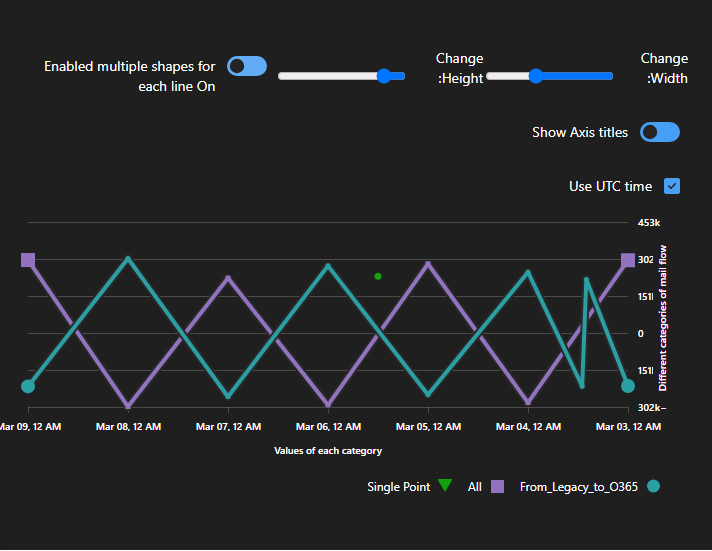 Enabled multiple shapes for
each line On
Change
:Height
Change
:Width
Show Axis titles
Use UTC time
453k
302
151
0
151
302k–
Different categories of mail flow
Mar 09, 12 AM
Mar 08, 12 AM
Mar 07, 12 AM
Mar 06, 12 AM
Mar 05, 12 AM
Mar 04, 12 AM
Mar 03, 12 AM
Values of each category
Single Point
All
From_Legacy_to_O365